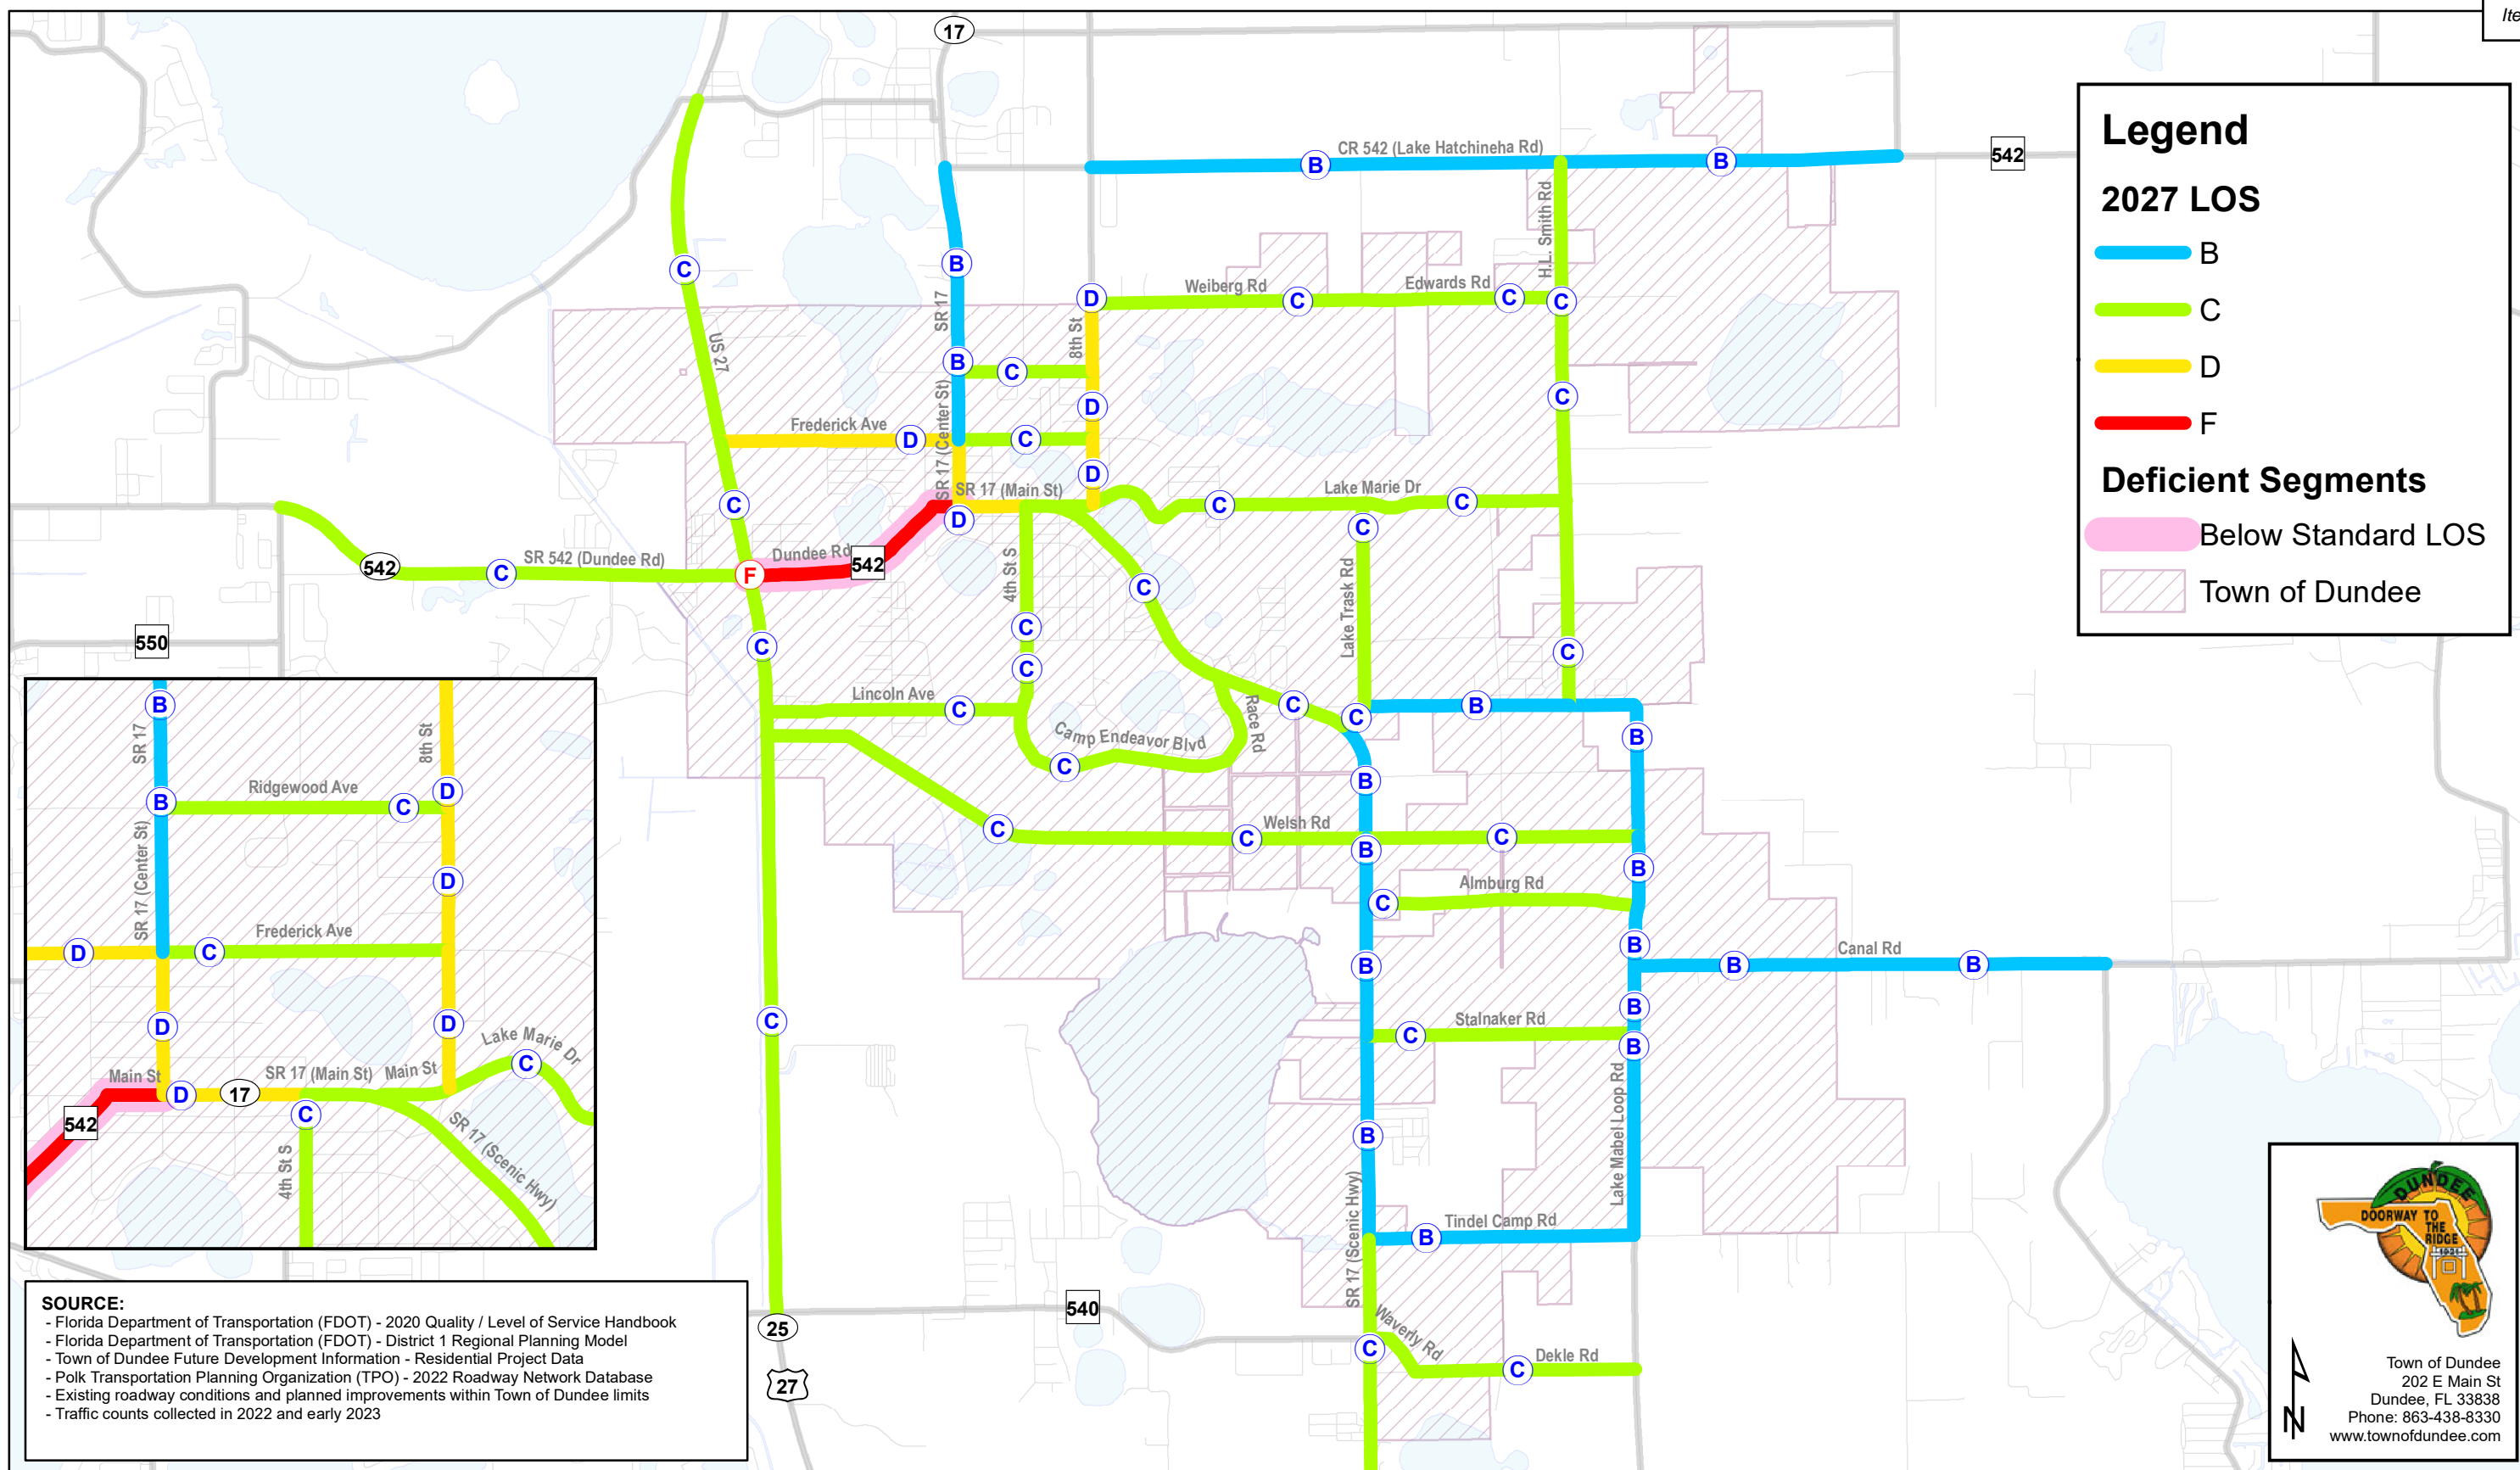 Ite
17
CR 542 (Lake Hatchineha Rd)
B
B
542
H.L. Smith Rd
B
C
SR 17
US 27
8th St
D
Weiberg Rd
C
Edwards Rd
C
C
B
C
C
D
Frederick Ave
D
SR 17 (Center St)
C
D
C
SR 17 (Main St)
D
C
Lake Marie Dr
C
C
Dundee Rd
542
F
542
C
SR 542 (Dundee Rd)
4th St S
C
Lake Trask Rd
C
C
C
C
C
550
Lincoln Ave
C
Camp Endeavor Blvd
C
Race Rd
C
C
B
B
B
C
Welsh Rd
C
C
B
B
Almburg Rd
C
B
B
Canal Rd
B
B
B
C
Stalnaker Rd
C
B
B
Lake Mabel Loop Rd
B
SR 17 (Scenic Hwy)
Tindel Camp Rd
B
540
Waverly Rd
C
Dekle Rd
C
25
27
Legend
2027 LOS
B
C
D
F
Deficient Segments
Below Standard LOS
Town of Dundee
B
SR 17
8th St
Ridgewood Ave
B
C
D
SR 17 (Center St)
D
Frederick Ave
D
C
D
D
Lake Marie Dr
C
Main St
SR 17 (Main St)
Main St
D
17
C
542
4th St S
SR 17 (Scenic Hwy)
SOURCE:
- Florida Department of Transportation (FDOT) - 2020 Quality / Level of Service Handbook
- Florida Department of Transportation (FDOT) - District 1 Regional Planning Model
- Town of Dundee Future Development Information - Residential Project Data
- Polk Transportation Planning Organization (TPO) - 2022 Roadway Network Database
- Existing roadway conditions and planned improvements within Town of Dundee limits
- Traffic counts collected in 2022 and early 2023
DUNDEE
DOORWAY TO
THE
RIDGE
N
Town of Dundee
202 E Main St
Dundee, FL 33838
Phone: 863-438-8330
www.townofdundee.com